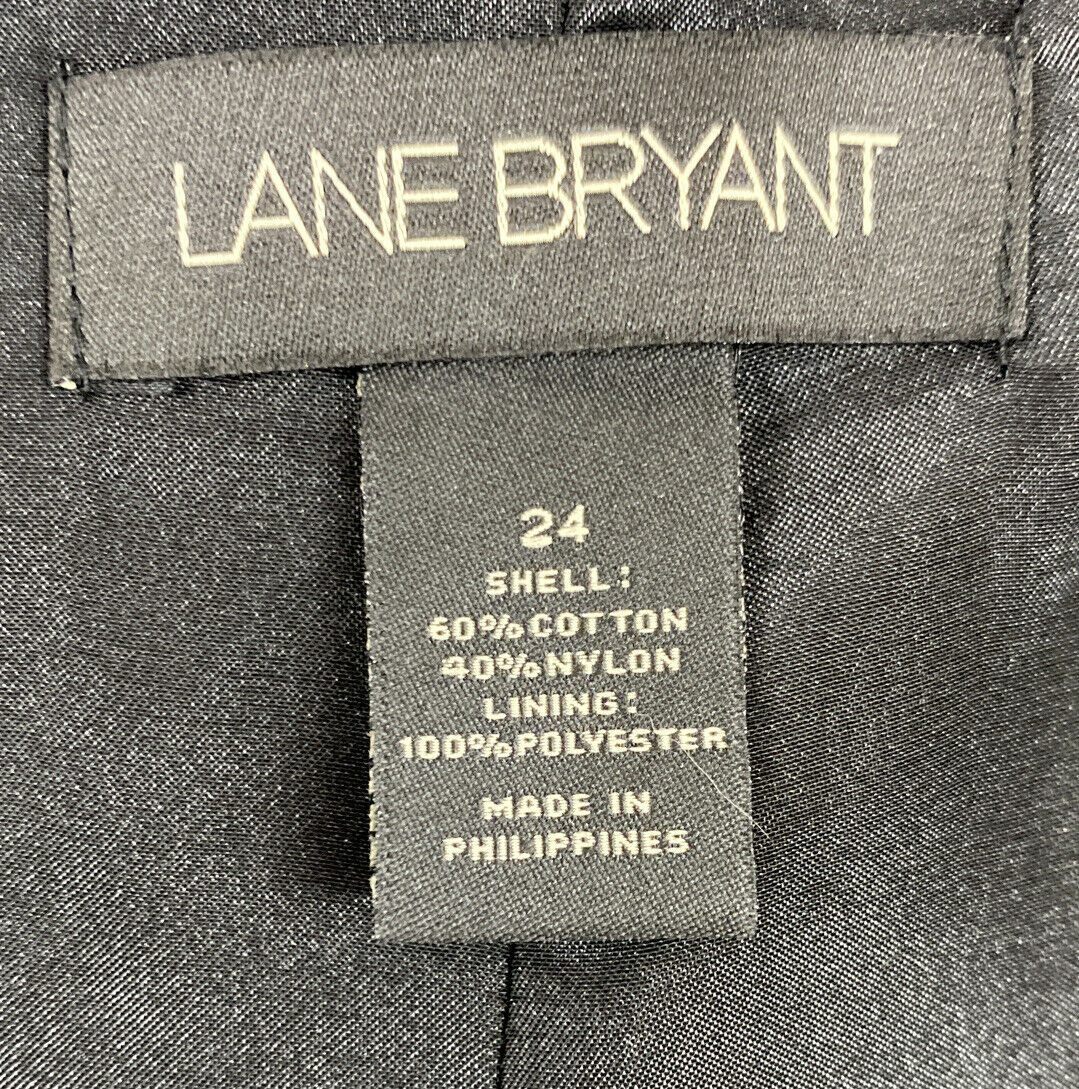 LANE BRYANT
24
SHELL:
60% COTTON
40% NYLON
LINING:
100% POLYESTER
MADE IN
PHILIPPINES